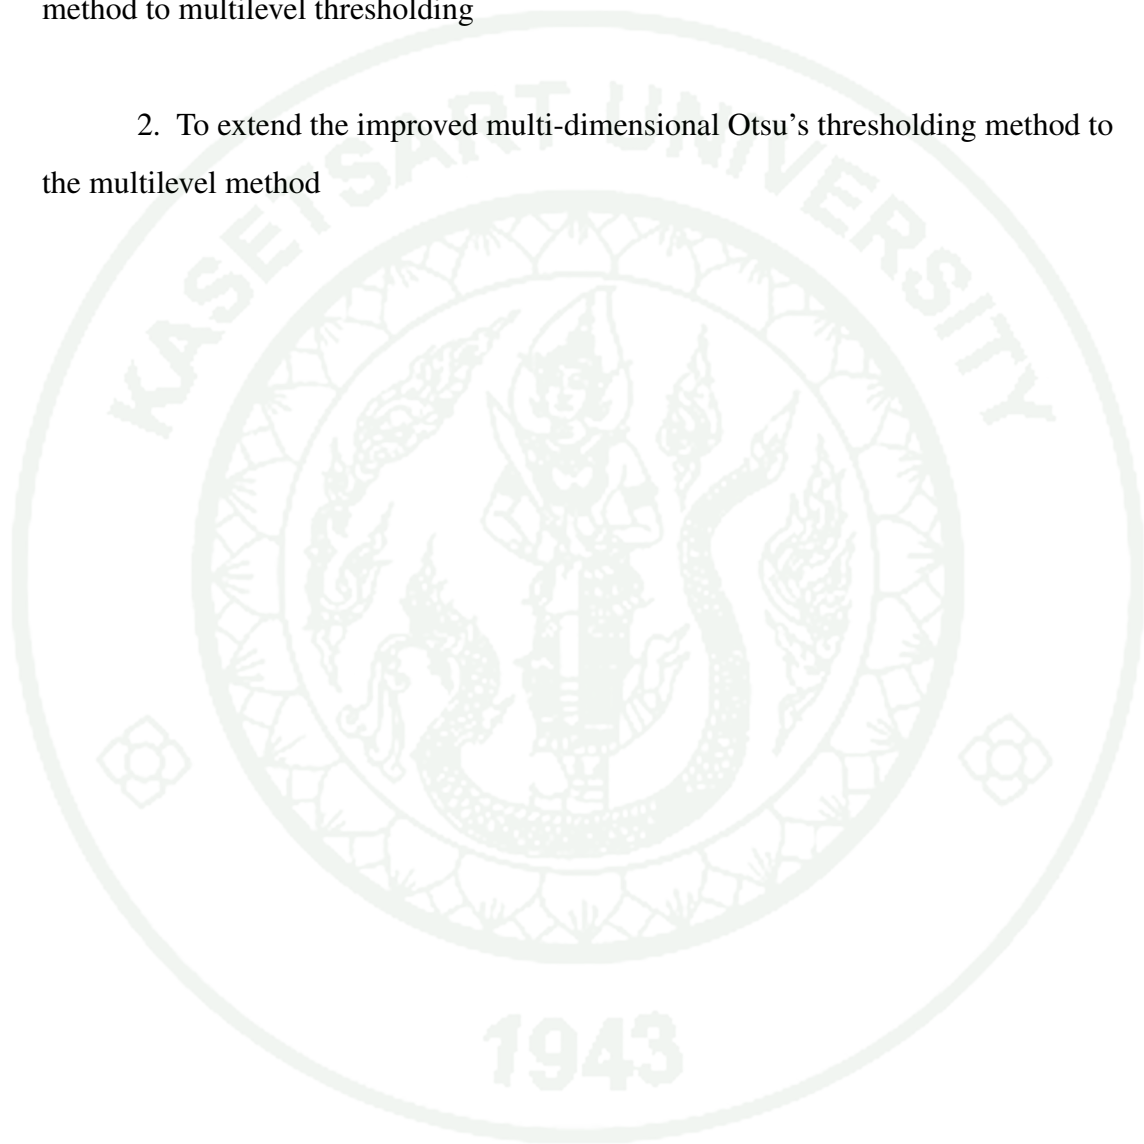 method to multilevel thresholding
2. To extend the improved multi-dimensional Otsu's thresholding method to
the multilevel method
KASETSART UNIVERSITY
1943